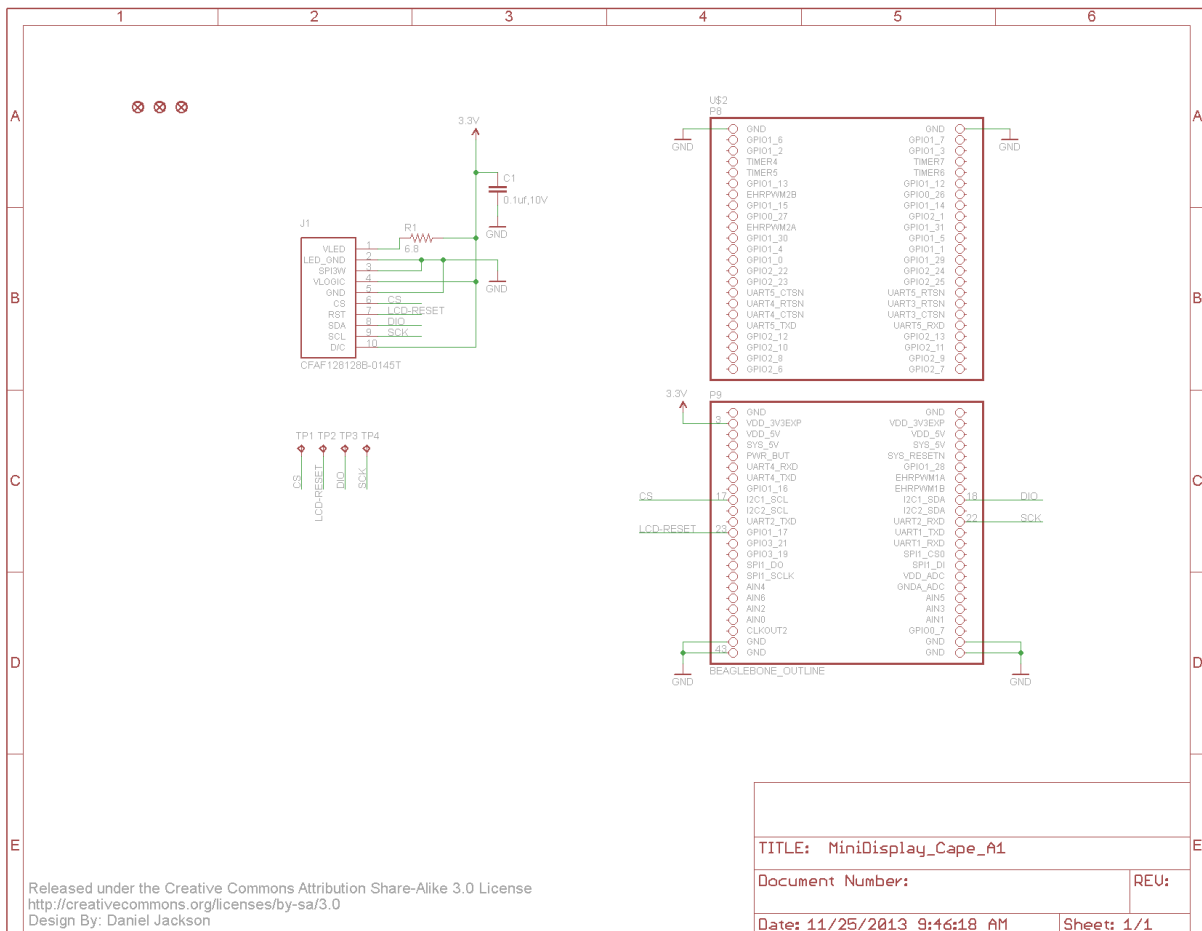 1 2 3 4 5 6
A A
B B
C C
D D
E E
3.3V
C1
0.1uf,10V
GND
J1
R1
6.8
VLED 1
LED_GND 2
SPI3W 3
VLOGIC 4
GND 5
CS 6 CS
RST 7 LCD-RESET
SDA 8 DIO
SCL 9 SCK
D/C 10
GND
CFAF128128B-0145T
TP1 TP2 TP3 TP4
CS LCD-RESET DIO SCK
U$2
P8
GND GND
GND GND
GPIO1_6 GPIO1_7
GPIO1_2 GPIO1_3
TIMER4 TIMER7
TIMER5 TIMER6
GPIO1_13 GPIO1_12
EHRPWM2B GPIO0_26
GPIO1_15 GPIO1_14
GPIO0_27 GPIO2_1
EHRPWM2A GPIO1_31
GPIO1_30 GPIO1_5
GPIO1_4 GPIO1_1
GPIO1_0 GPIO1_29
GPIO2_22 GPIO2_24
GPIO2_23 GPIO2_25
UART5_CTSN UART5_RTSN
UART4_RTSN UART3_RTSN
UART4_CTSN UART3_CTSN
UART5_TXD UART5_RXD
GPIO2_12 GPIO2_13
GPIO2_10 GPIO2_11
GPIO2_8 GPIO2_9
GPIO2_6 GPIO2_7
3.3V
P9
GND GND
3 VDD_3V3EXP VDD_3V3EXP
VDD_5V VDD_5V
SYS_5V SYS_5V
PWR_BUT SYS_RESETN
UART4_RXD GPIO1_28
UART4_TXD EHRPWM1A
GPIO1_16 EHRPWM1B
CS 17 I2C1_SCL I2C1_SDA 18 DIO
I2C2_SCL I2C2_SDA
UART2_TXD UART2_RXD 22 SCK
LCD-RESET 23 GPIO1_17 UART1_TXD
GPIO3_21 UART1_RXD
GPIO3_19 SPI1_CS0
SPI1_DO SPI1_DI
SPI1_SCLK VDD_ADC
AIN4 GNDA_ADC
AIN6 AIN5
AIN2 AIN3
AIN0 AIN1
CLKOUT2 GPIO0_7
GND GND
43 GND GND
GND GND
BEAGLEBONE_OUTLINE
TITLE: MiniDisplay_Cape_A1
Document Number: REV:
Date: 11/25/2013 9:46:18 AM Sheet: 1/1
Released under the Creative Commons Attribution Share-Alike 3.0 License
http://creativecommons.org/licenses/by-sa/3.0
Design By: Daniel Jackson